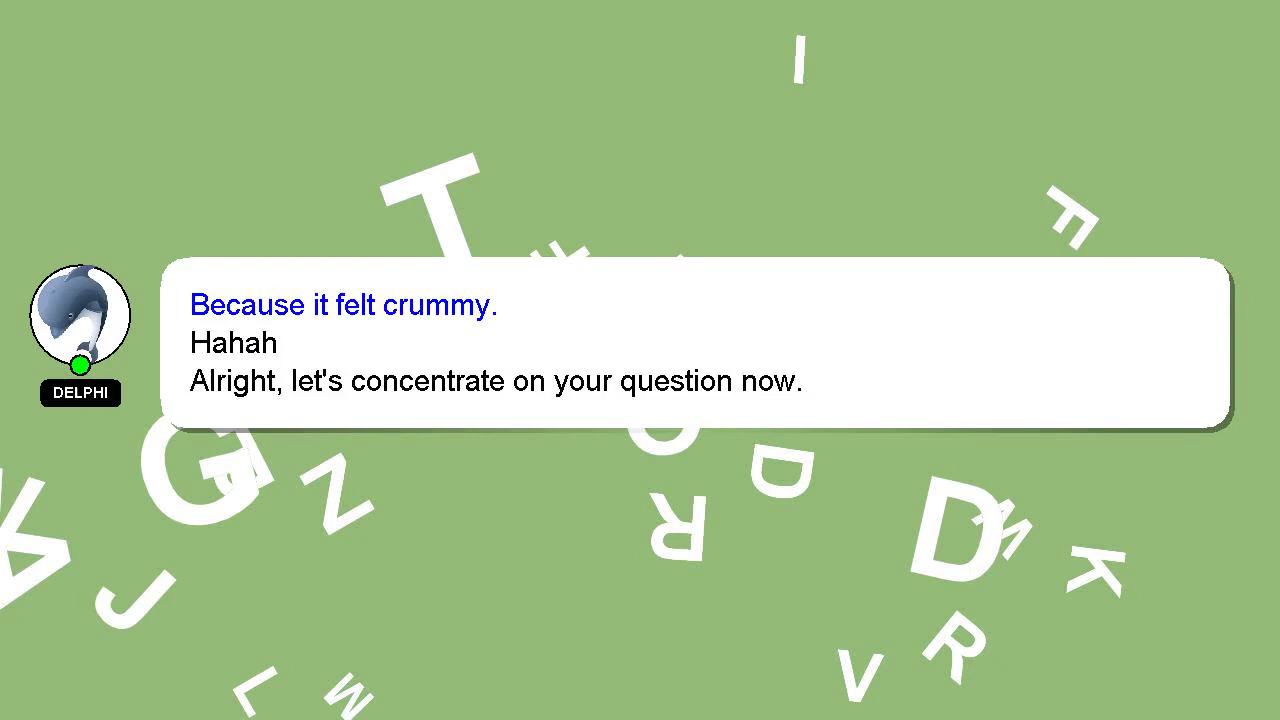 Because it felt crummy.
Hahah
Alright, let's concentrate on your question now.
DELPHI
I
T
F
G
N
D
R
D
M
K
J
L
M
V
R